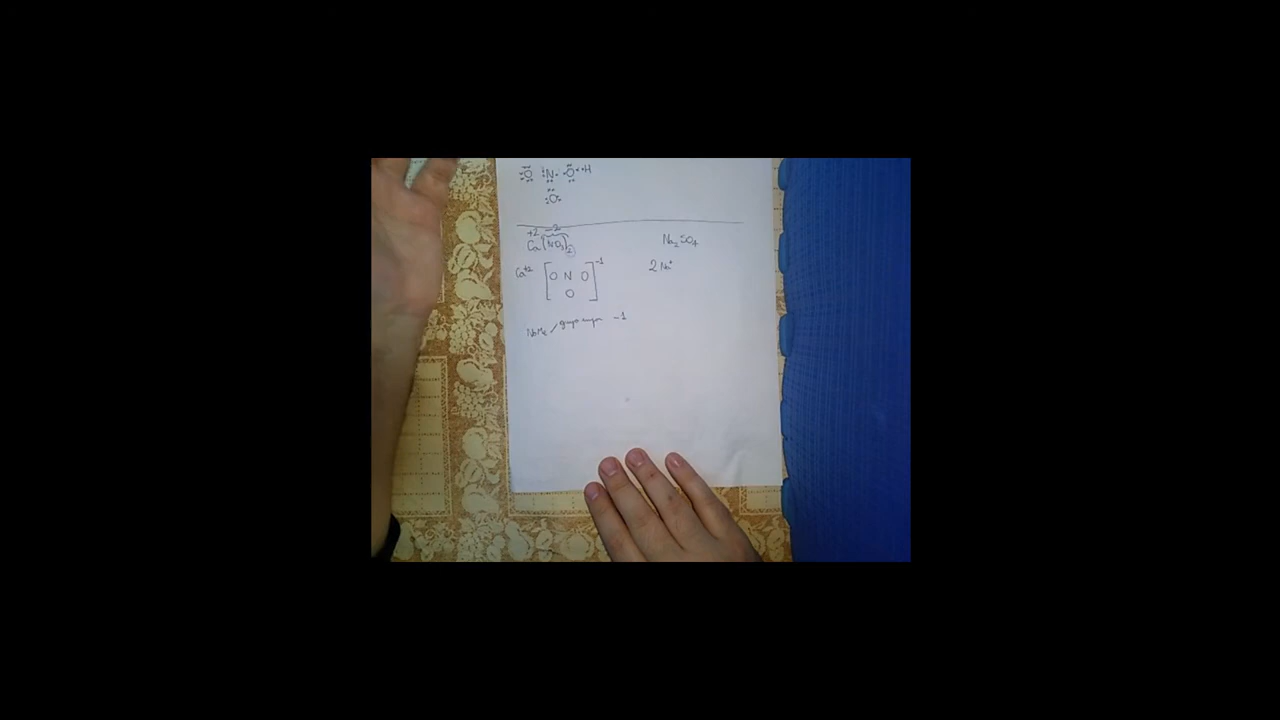 O N O H
O
+2 -2
Ca(NO3)2 Na2SO4
Ca+2 [O N O O]-1 2 Na+
-1